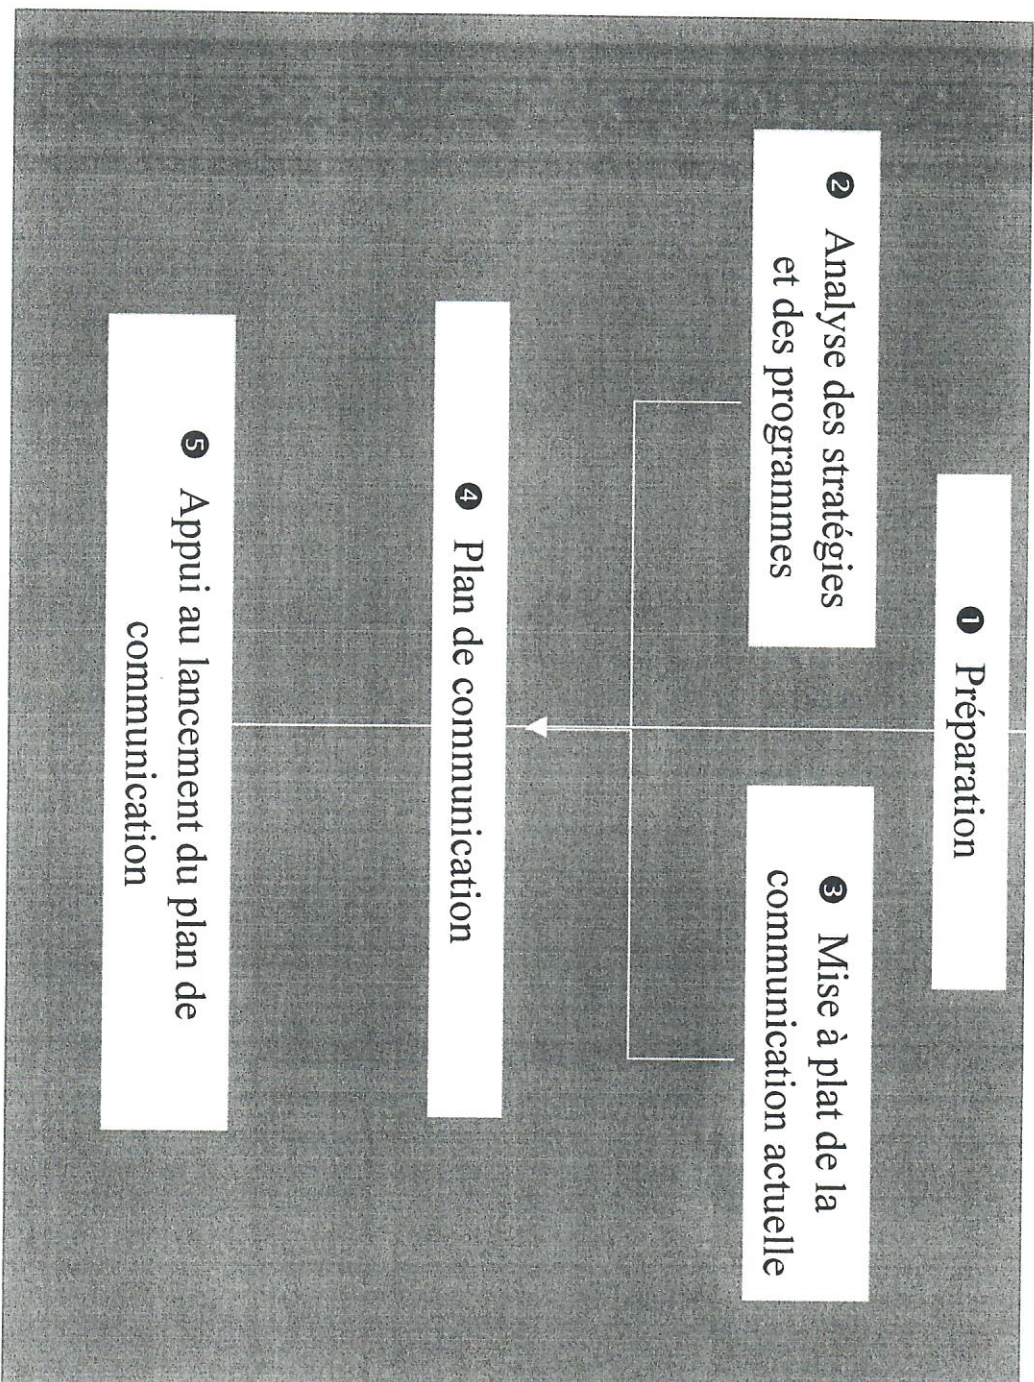 ❶ Préparation
❷ Analyse des stratégies
et des programmes
❸ Mise à plat de la
communication actuelle
❹ Plan de communication
❺ Appui au lancement du plan de
communication